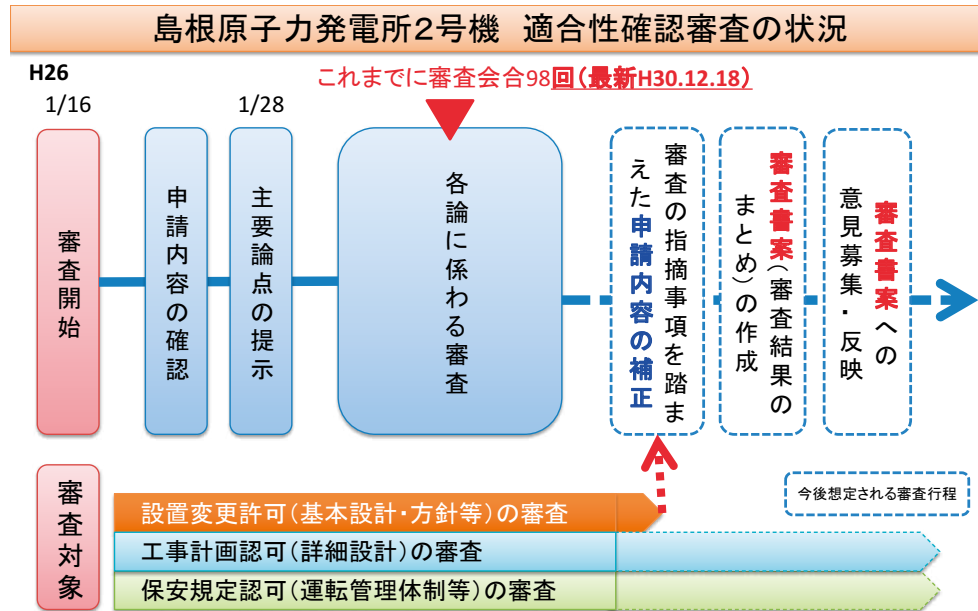 島根原子力発電所2号機 適合性確認審査の状況
H26
1/16
1/28
これまでに審査会合98回(最新H30.12.18)
審査開始
申請内容の確認
主要論点の提示
各論に係わる審査
審査の指摘事項を踏ま
えた申請内容の補正
審査書案(審査結果の
まとめ)の作成
審査書案への
意見募集・反映
審査対象
設置変更許可(基本設計・方針等)の審査
工事計画認可(詳細設計)の審査
保安規定認可(運転管理体制等)の審査
今後想定される審査行程